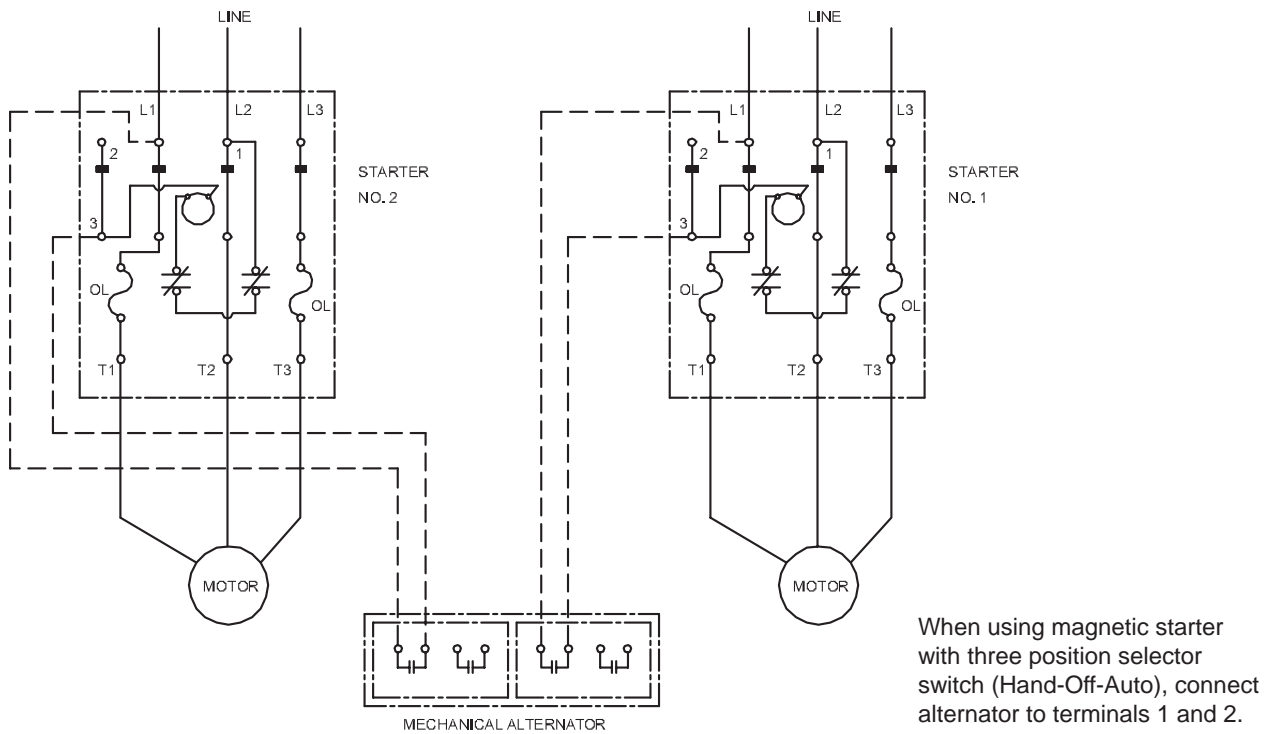 LINE
LINE
L1
L2
L3
L1
L2
L3
2
1
2
1
STARTER
NO. 2
STARTER
NO. 1
3
3
OL
OL
OL
OL
T1
T2
T3
T1
T2
T3
MOTOR
MOTOR
When using magnetic starter
with three position selector
switch (Hand-Off-Auto), connect
alternator to terminals 1 and 2.
MECHANICAL ALTERNATOR